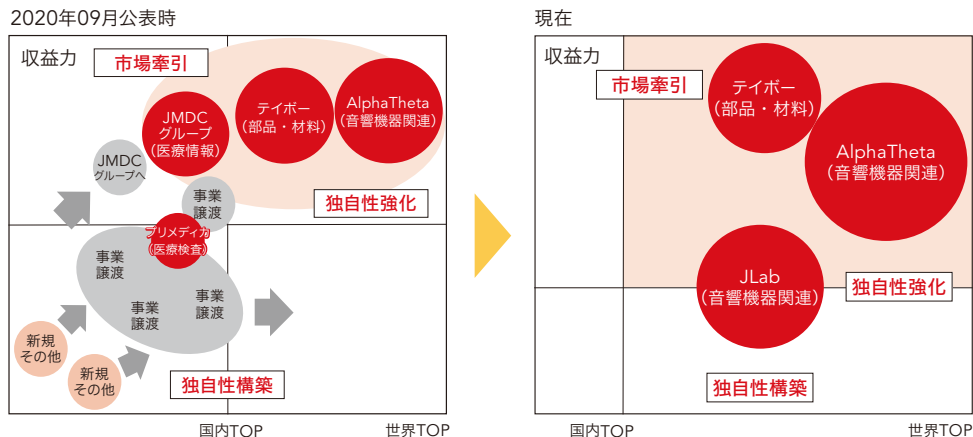 2020年09月公表時
収益力
市場牽引
JMDC
グループ
(医療情報)
テイボー
(部品・材料)
AlphaTheta
(音響機器関連)
JMDC
グループへ
事業
譲渡
独自性強化
プリメディカ
(医療検査)
事業
譲渡
事業
譲渡
事業
譲渡
新規
その他
新規
その他
独自性構築
国内TOP
世界TOP
現在
収益力
市場牽引
テイボー
(部品・材料)
AlphaTheta
(音響機器関連)
JLab
(音響機器関連)
独自性強化
独自性構築
国内TOP
世界TOP